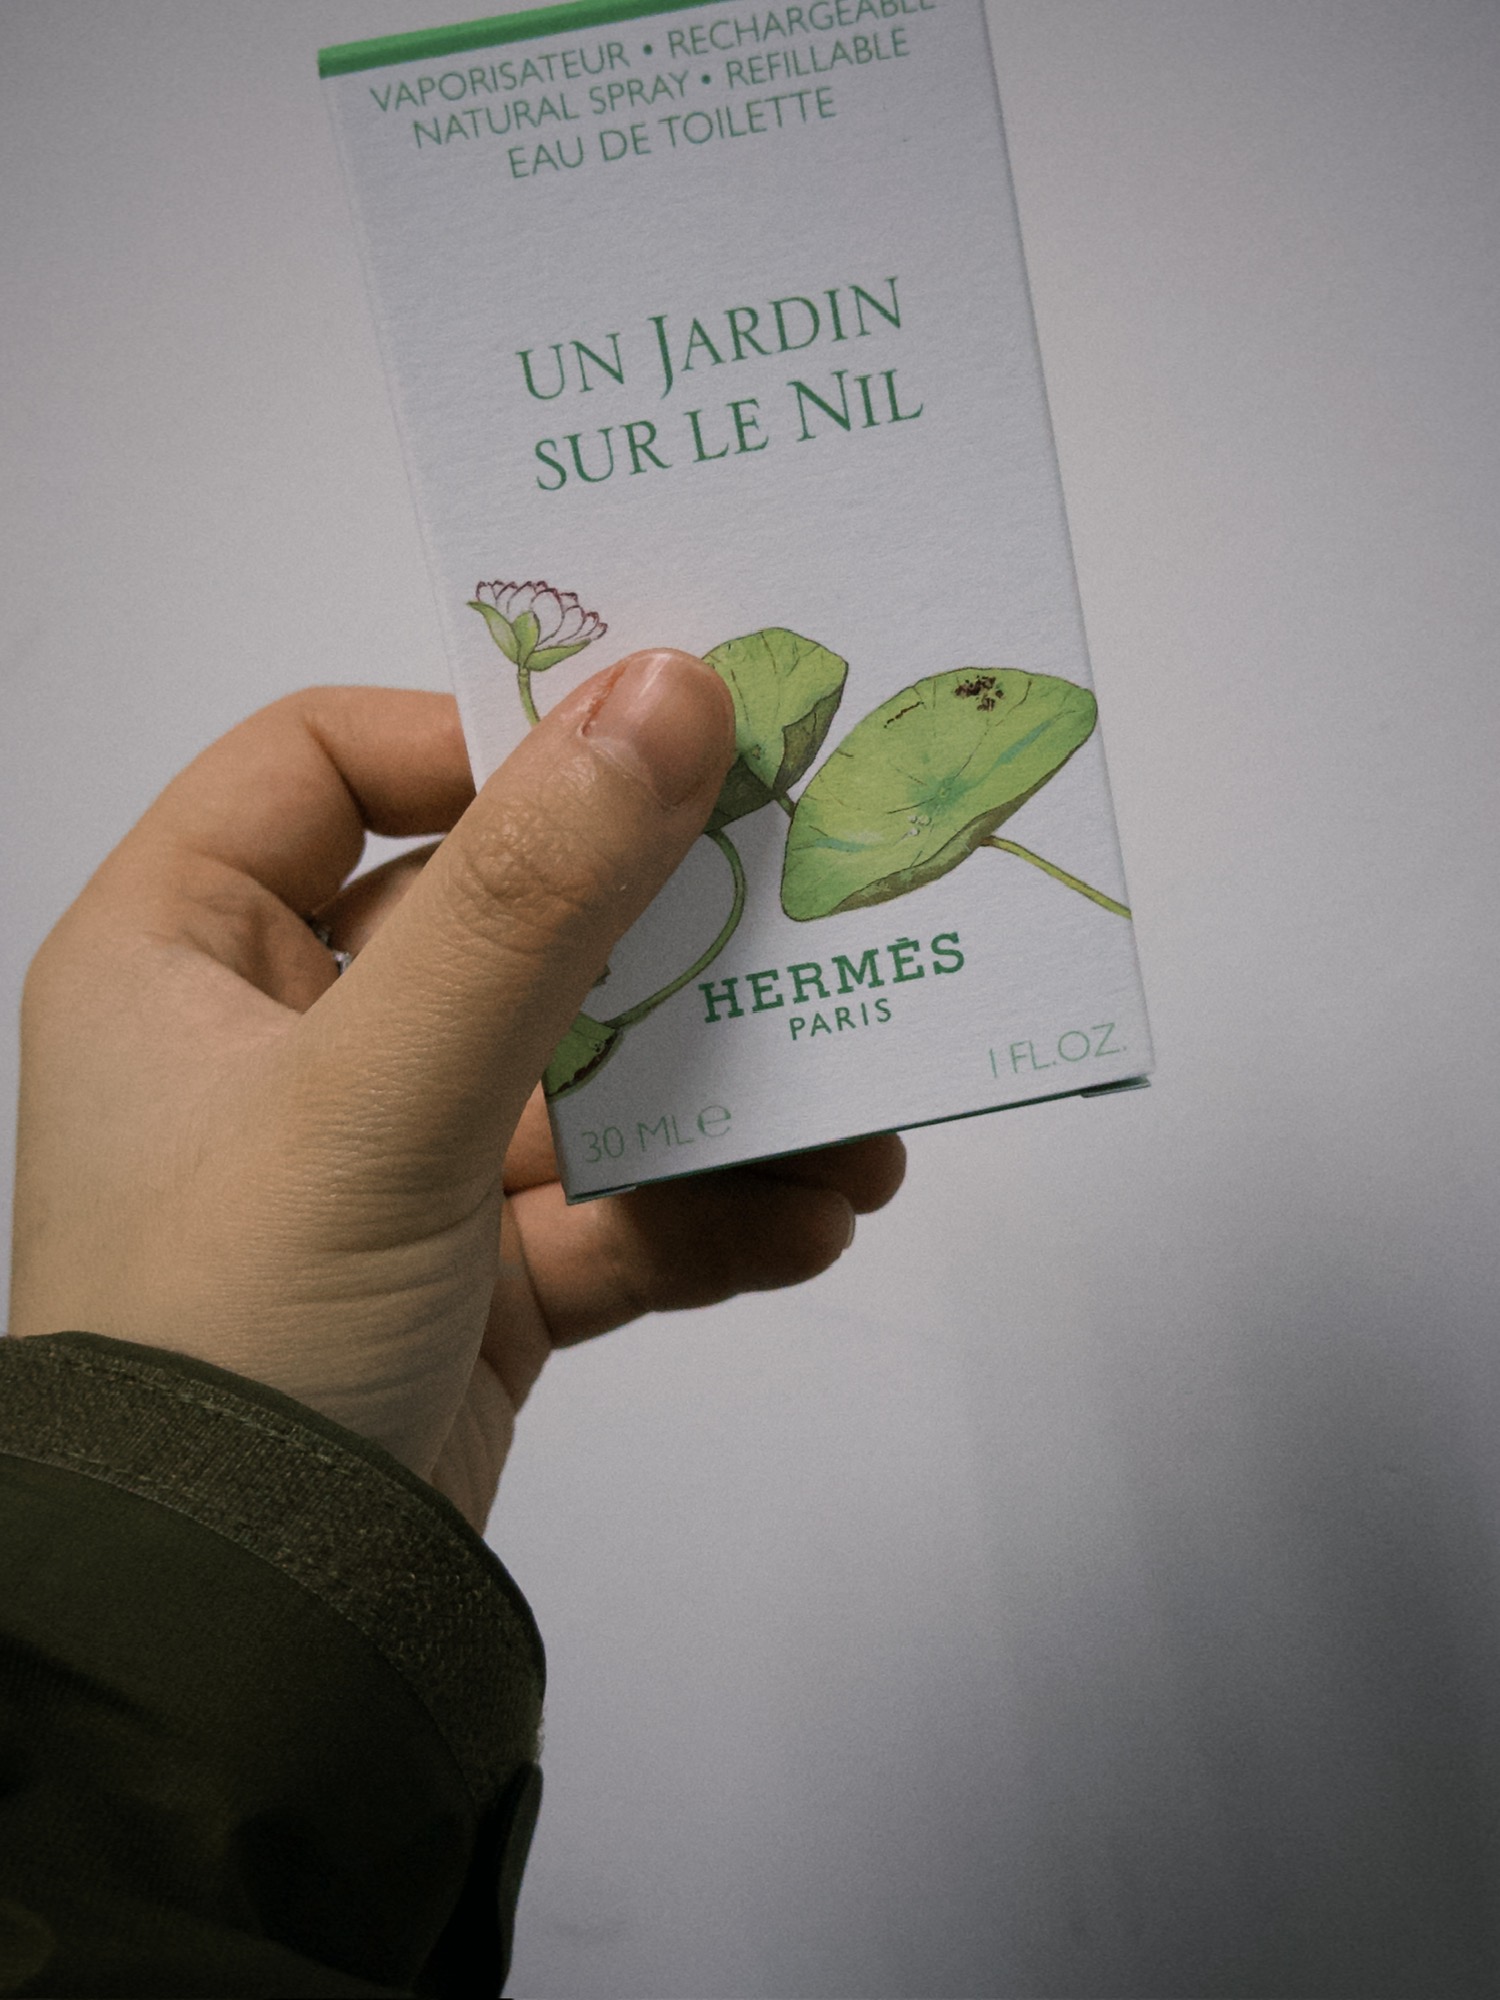 VAPORISATEUR • RECHARGEABLE
NATURAL SPRAY • REFILLABLE
EAU DE TOILETTE
UN JARDIN
SUR LE NIL
HERMÈS
PARIS
1 FL.OZ.
30 ML ℮